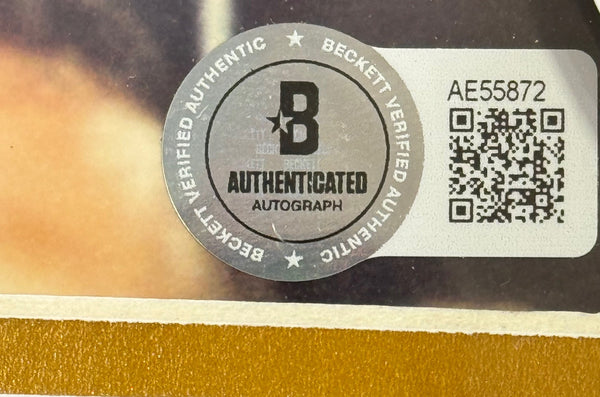 BECKETT VERIFIED AUTHENTIC
BECKETT VERIFIED AUTHENTIC
B
AUTHENTICATED
AUTOGRAPH
AE55872